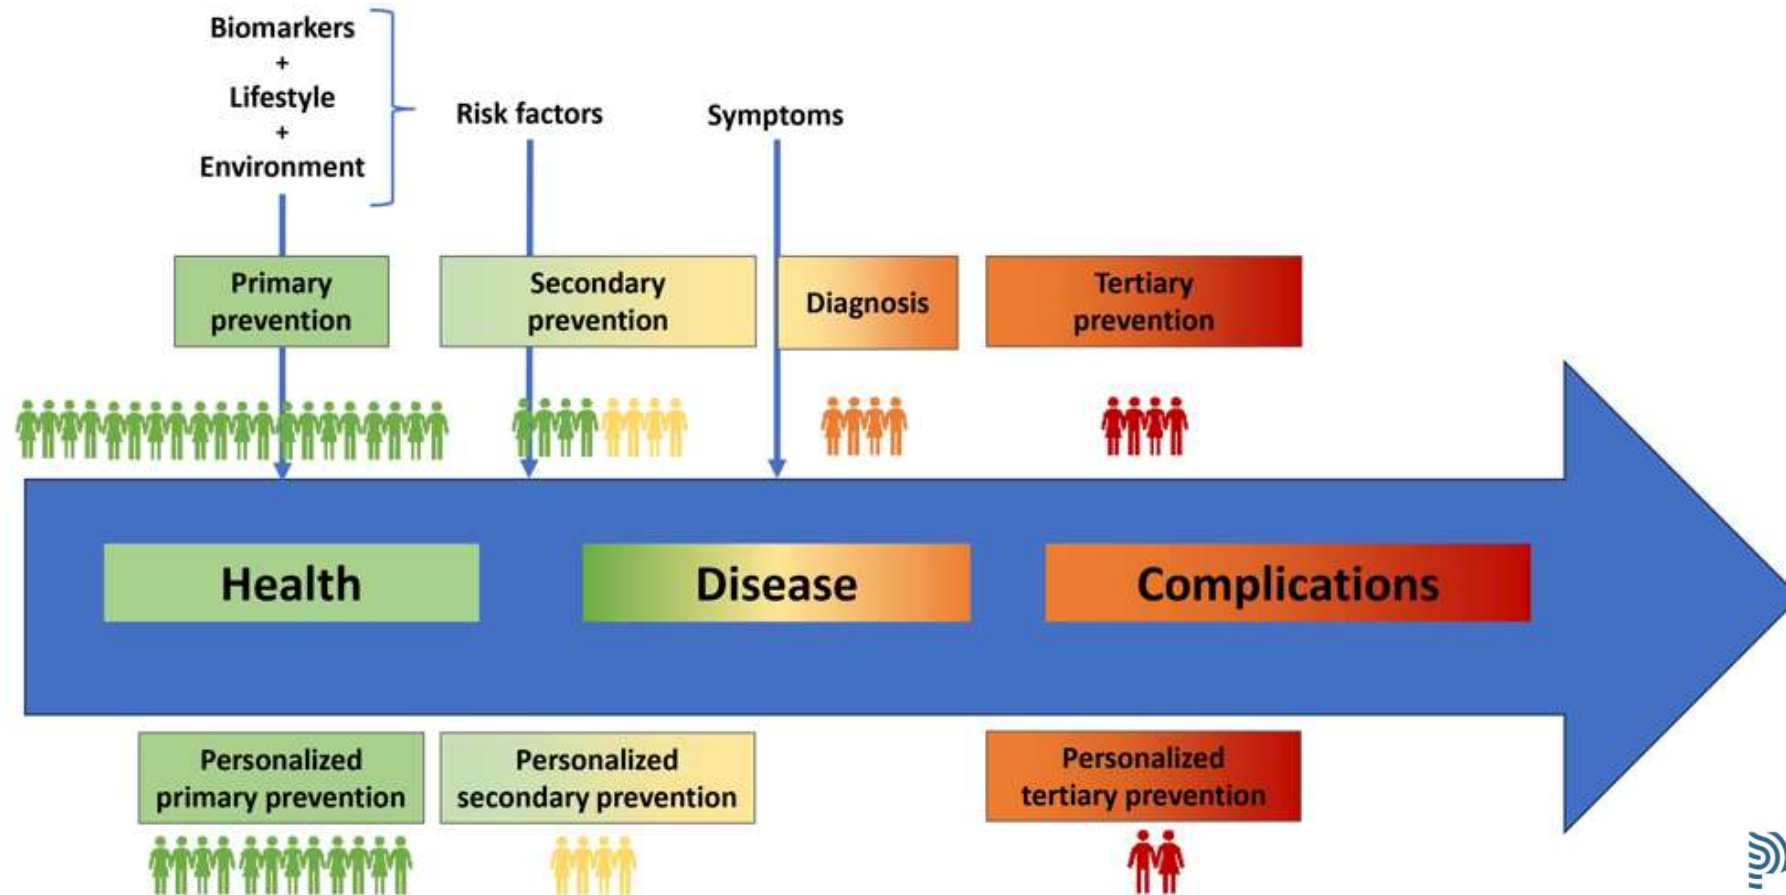 Biomarkers
+
Lifestyle
+
Environment
Risk factors
Symptoms
Primary
prevention
Secondary
prevention
Diagnosis
Tertiary
prevention
Health
Disease
Complications
Personalized
primary prevention
Personalized
secondary prevention
Personalized
tertiary prevention